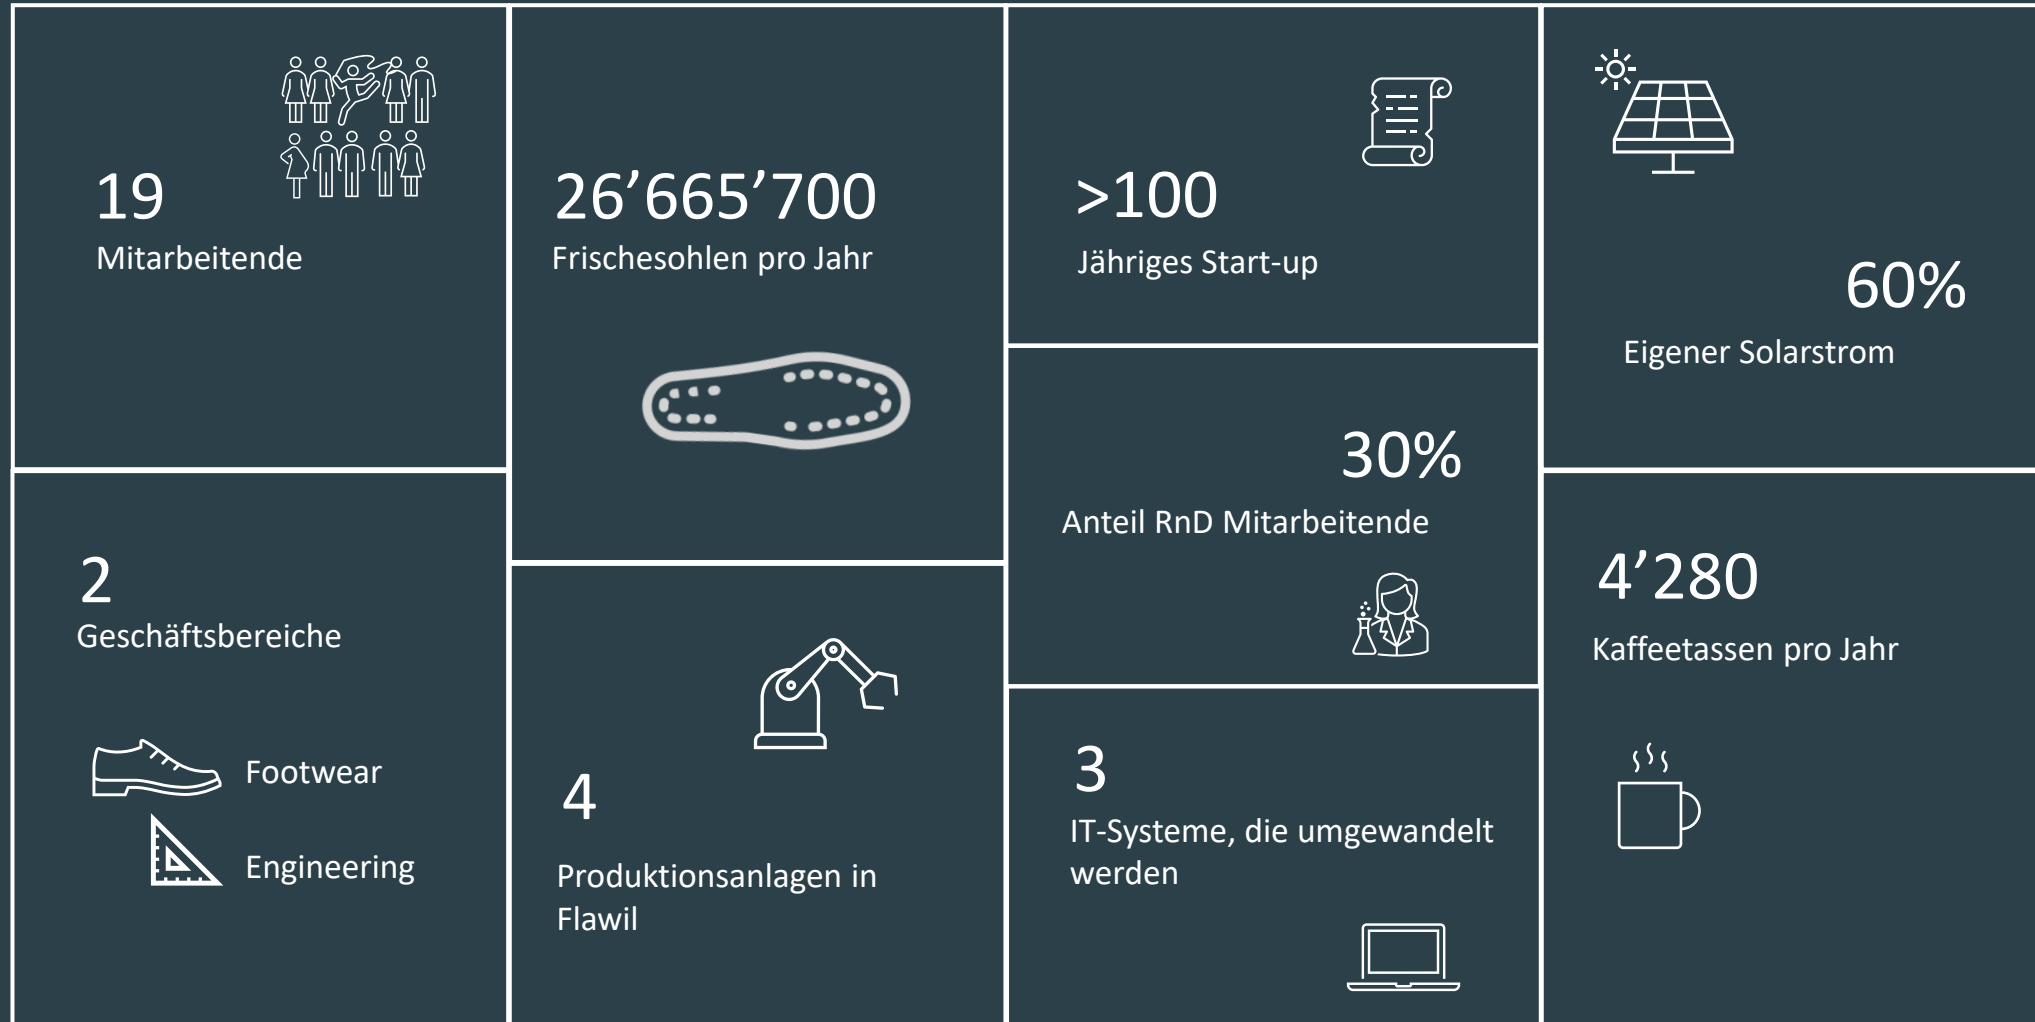 19
Mitarbeitende
26’665’700
Frischesohlen pro Jahr
>100
Jähriges Start-up
60%
Eigener Solarstrom
30%
Anteil RnD Mitarbeitende
2
Geschäftsbereiche
Footwear
Engineering
4
Produktionsanlagen in
Flawil
3
IT-Systeme, die umgewandelt
werden
4’280
Kaffeetassen pro Jahr